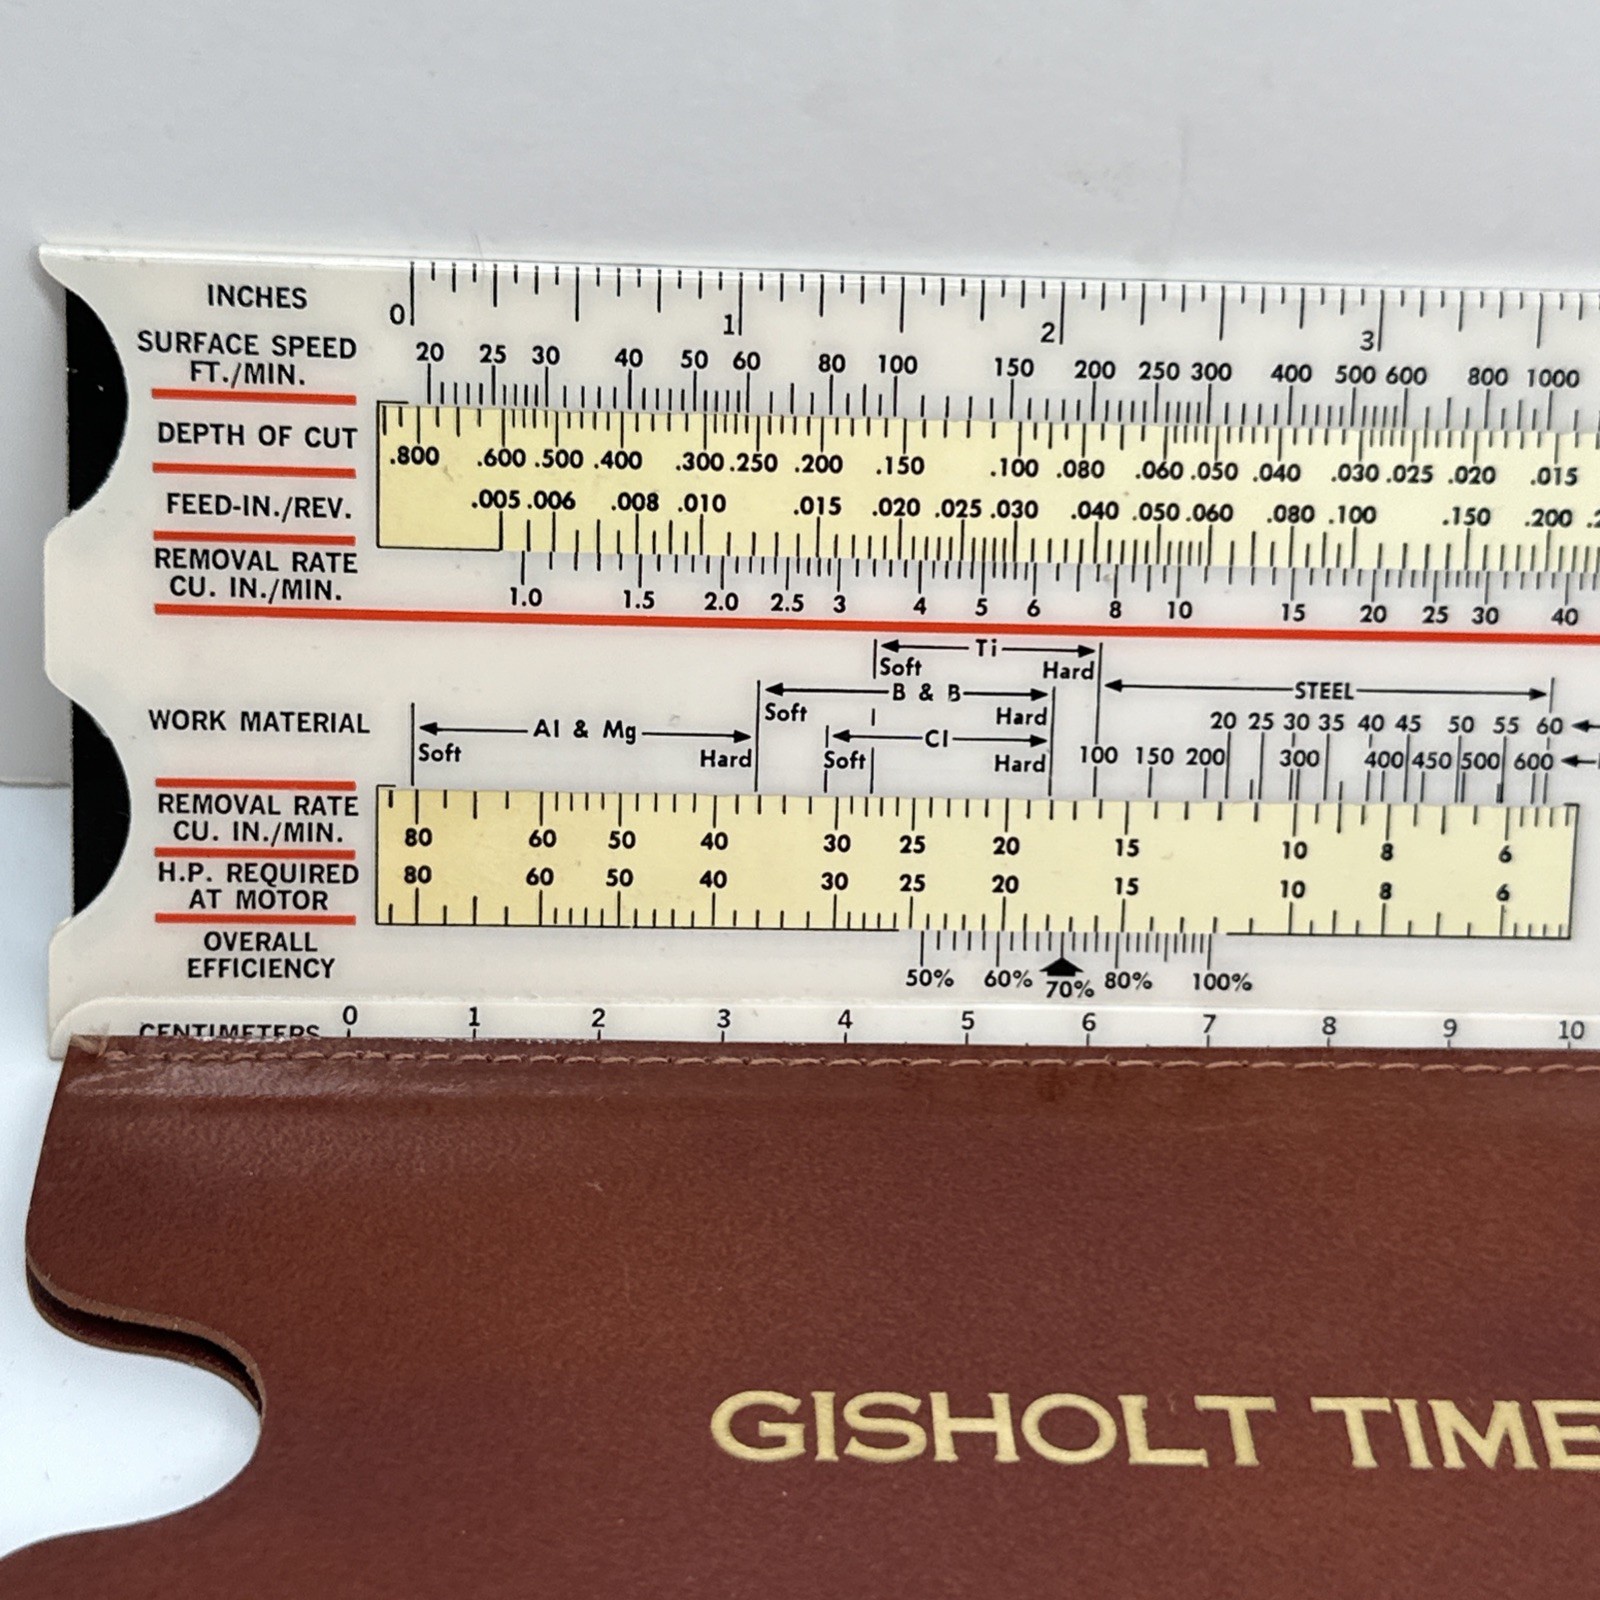 INCHES 0 1 2 3
SURFACE SPEED
FT./MIN.
20 25 30 40 50 60 80 100 150 200 250 300 400 500 600 800 1000
DEPTH OF CUT
.800 .600 .500 .400 .300 .250 .200 .150 .100 .080 .060 .050 .040 .030 .025 .020 .015
FEED-IN./REV.
.005 .006 .008 .010 .015 .020 .025 .030 .040 .050 .060 .080 .100 .150 .200
REMOVAL RATE
CU. IN./MIN.
1.0 1.5 2.0 2.5 3 4 5 6 8 10 15 20 25 30 40
Ti
Soft Hard
B & B STEEL
Soft Hard
WORK MATERIAL
Al & Mg CI 20 25 30 35 40 45 50 55 60
Soft Hard Soft Hard 100 150 200 300 400 450 500 600
REMOVAL RATE
CU. IN./MIN.
80 60 50 40 30 25 20 15 10 8 6
H.P. REQUIRED
AT MOTOR
80 60 50 40 30 25 20 15 10 8 6
OVERALL
EFFICIENCY
50% 60% 70% 80% 100%
CENTIMETERS 0 1 2 3 4 5 6 7 8 9 10
GISHOLT TIME